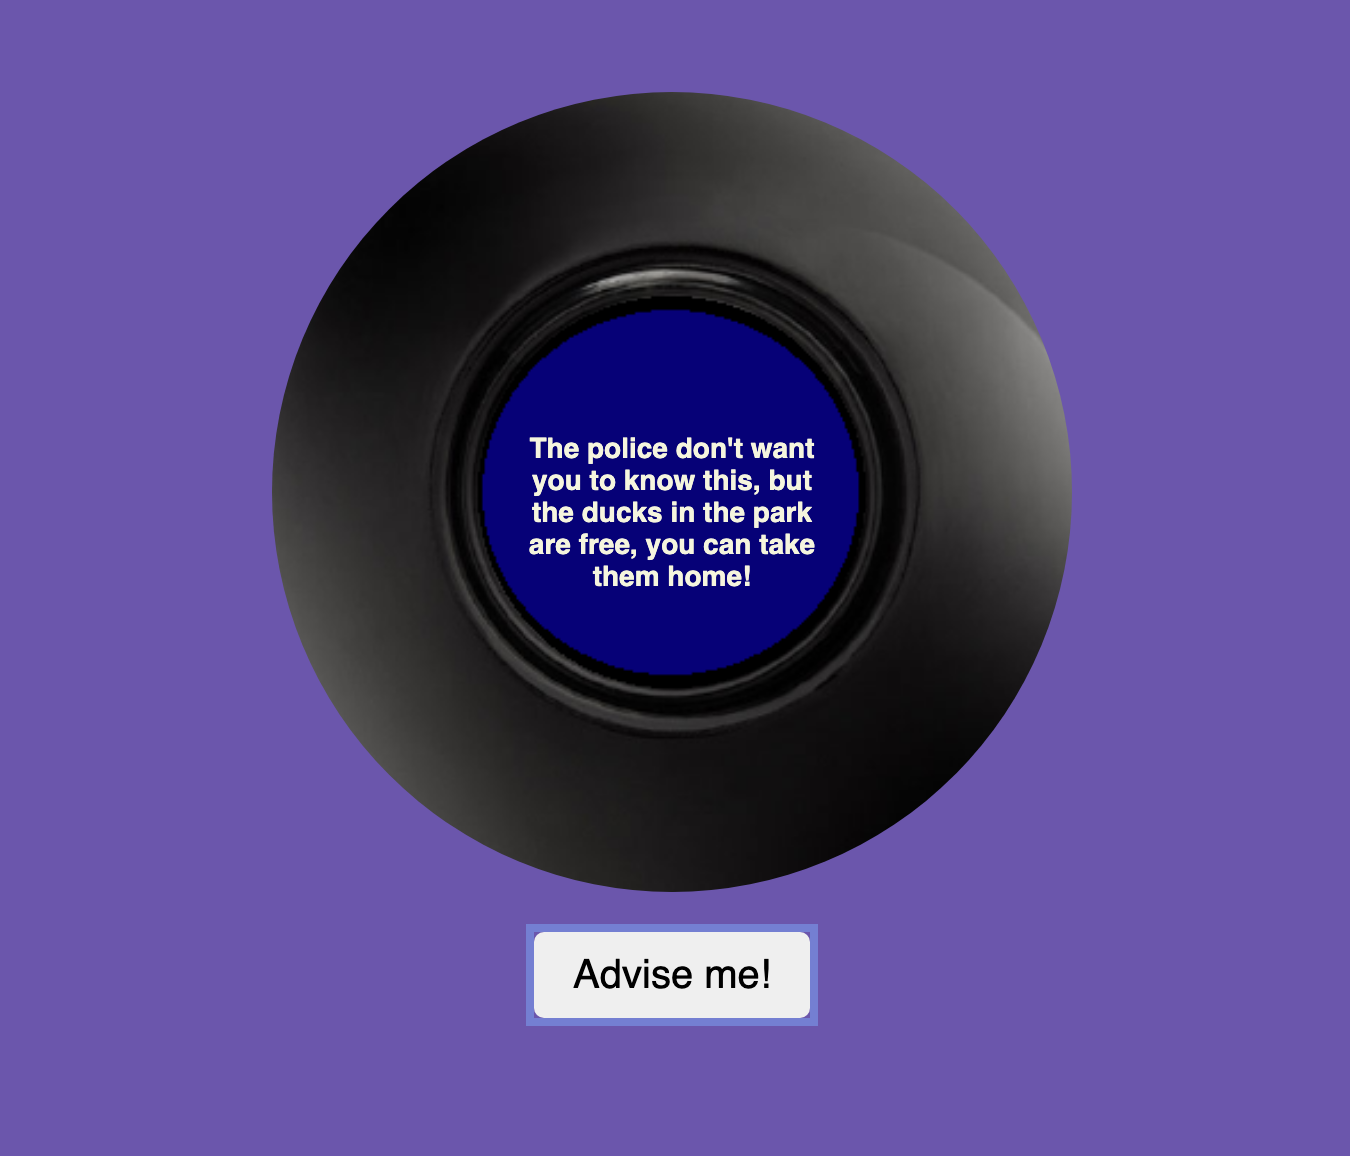 The police don't want
you to know this, but
the ducks in the park
are free, you can take
them home!
Advise me!